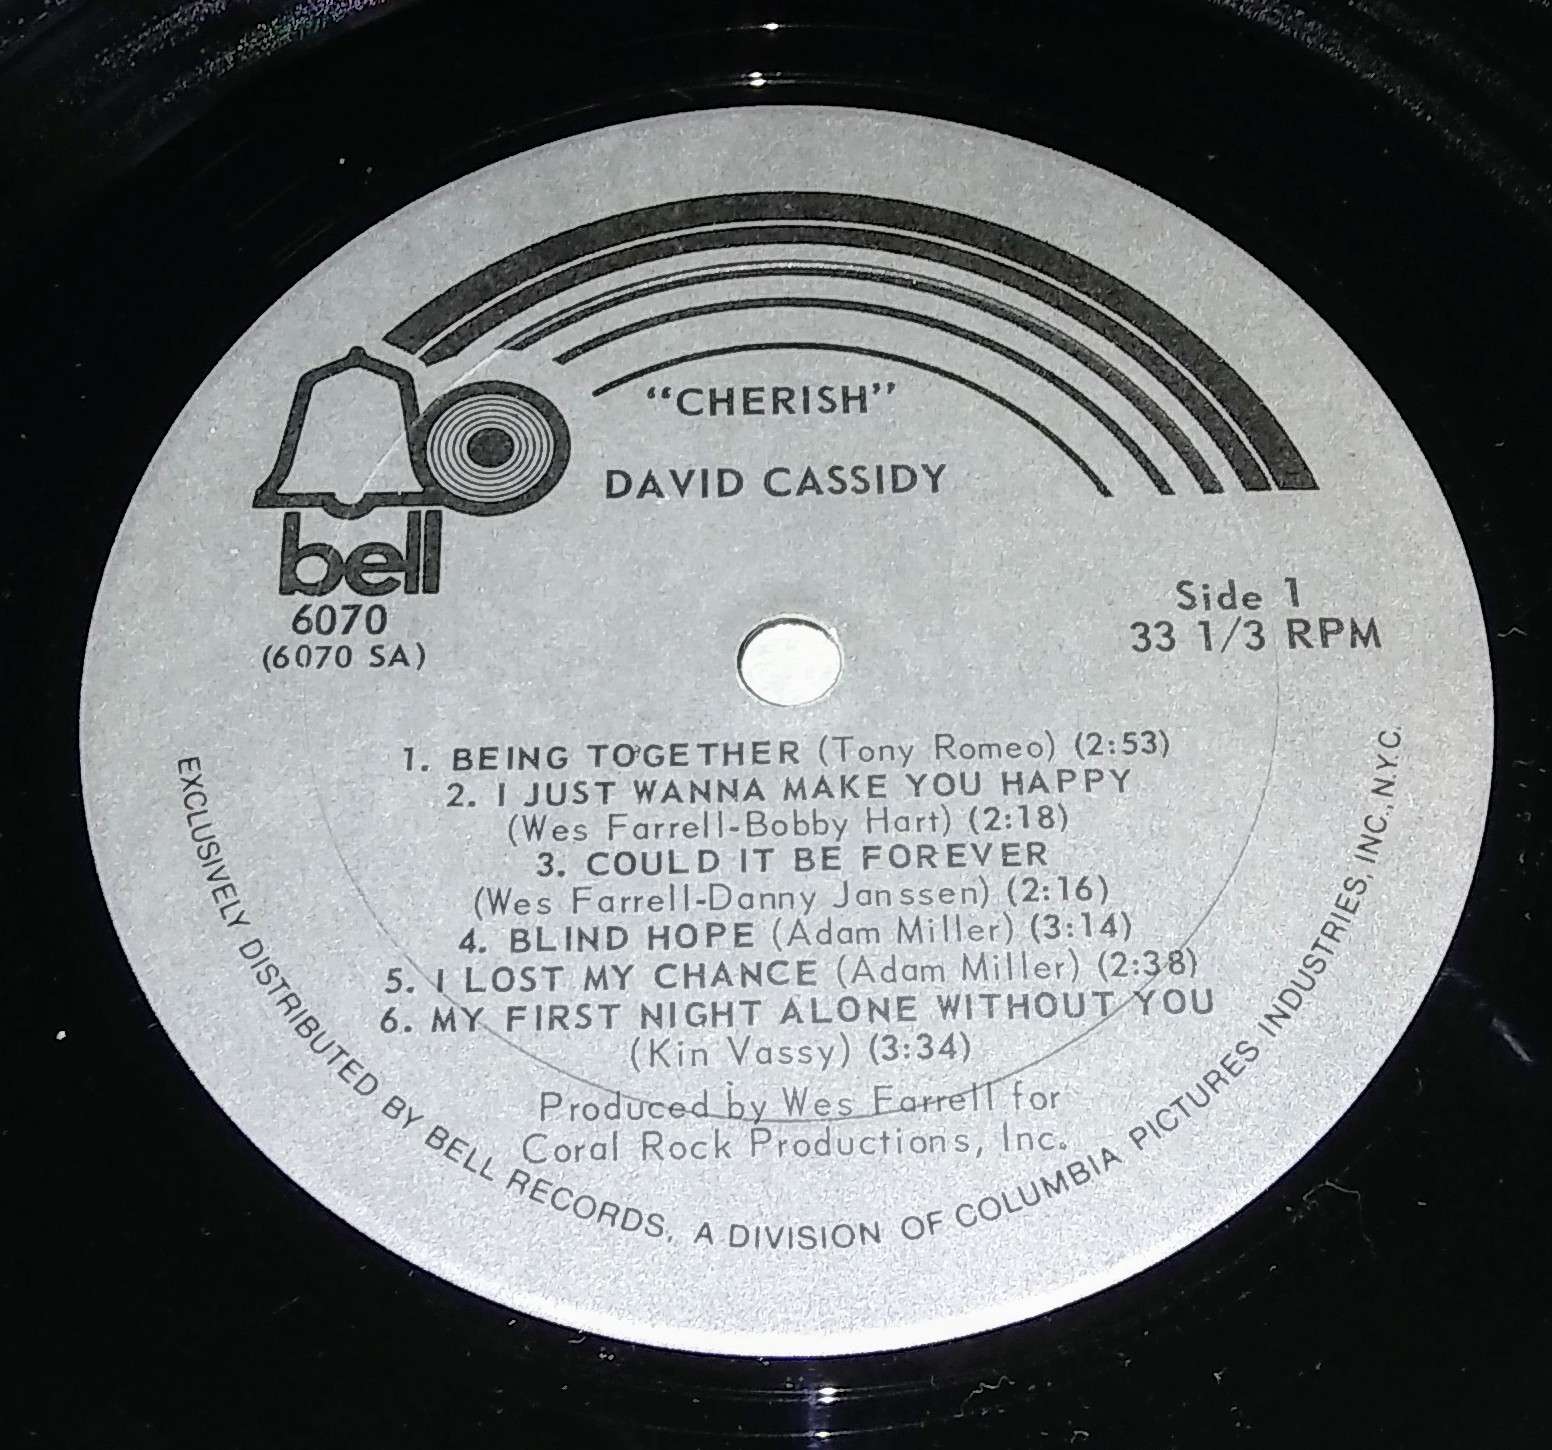 “CHERISH”
DAVID CASSIDY
bell
6070
(6070 SA)
Side 1
33 1/3 RPM
1. BEING TOGETHER (Tony Romeo) (2:53)
2. I JUST WANNA MAKE YOU HAPPY
(Wes Farrell-Bobby Hart) (2:18)
3. COULD IT BE FOREVER
(Wes Farrell-Danny Janssen) (2:16)
4. BLIND HOPE (Adam Miller) (3:14)
5. I LOST MY CHANCE (Adam Miller) (2:38)
6. MY FIRST NIGHT ALONE WITHOUT YOU
(Kin Vassy) (3:34)
Produced by Wes Farrell for
Coral Rock Productions, Inc.
EXCLUSIVELY DISTRIBUTED BY BELL RECORDS, A DIVISION OF COLUMBIA PICTURES INDUSTRIES, INC., N.Y.C.